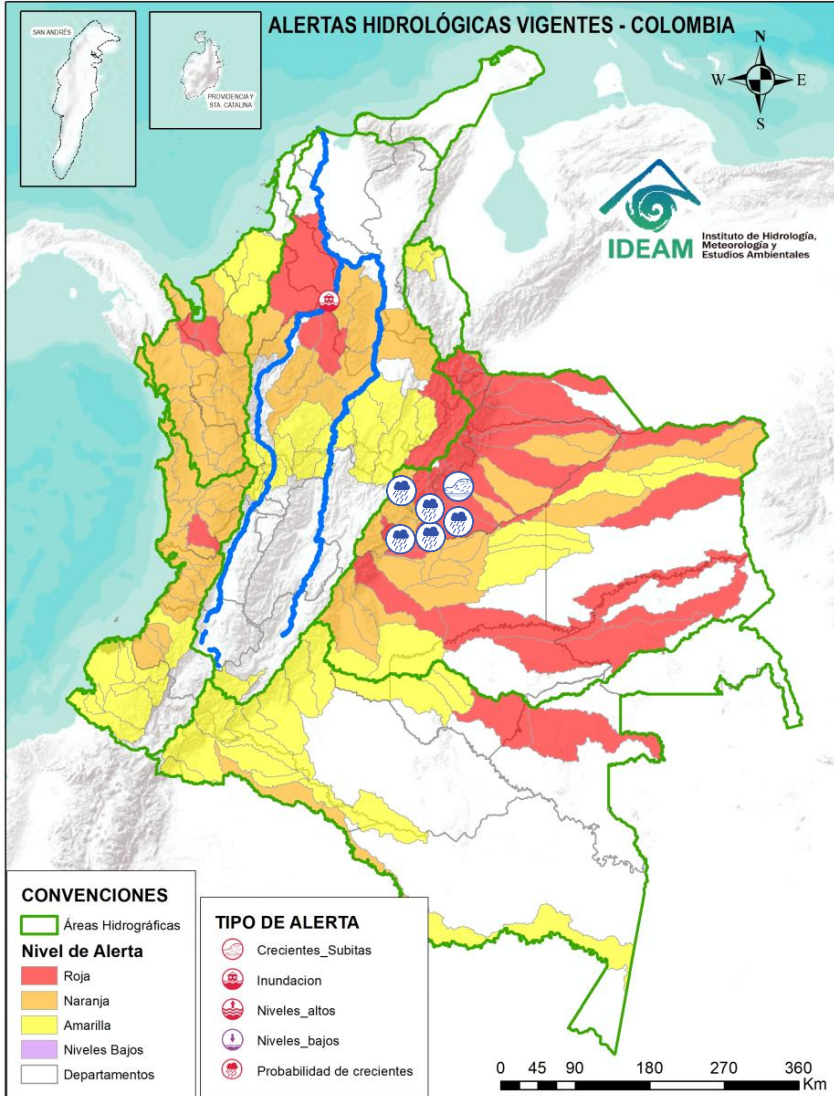 ALERTAS HIDROLÓGICAS VIGENTES - COLOMBIA
SAN ANDRÉS
PROVIDENCIA Y
STA. CATALINA
N
W
E
S
IDEAM
Instituto de Hidrología,
Meteorología y
Estudios Ambientales
CONVENCIONES
Áreas Hidrográficas
Nivel de Alerta
Roja
Naranja
Amarilla
Niveles Bajos
Departamentos
TIPO DE ALERTA
Crecientes_Subitas
Inundacion
Niveles_altos
Niveles_bajos
Probabilidad de crecientes
0 45 90 180 270 360
Km